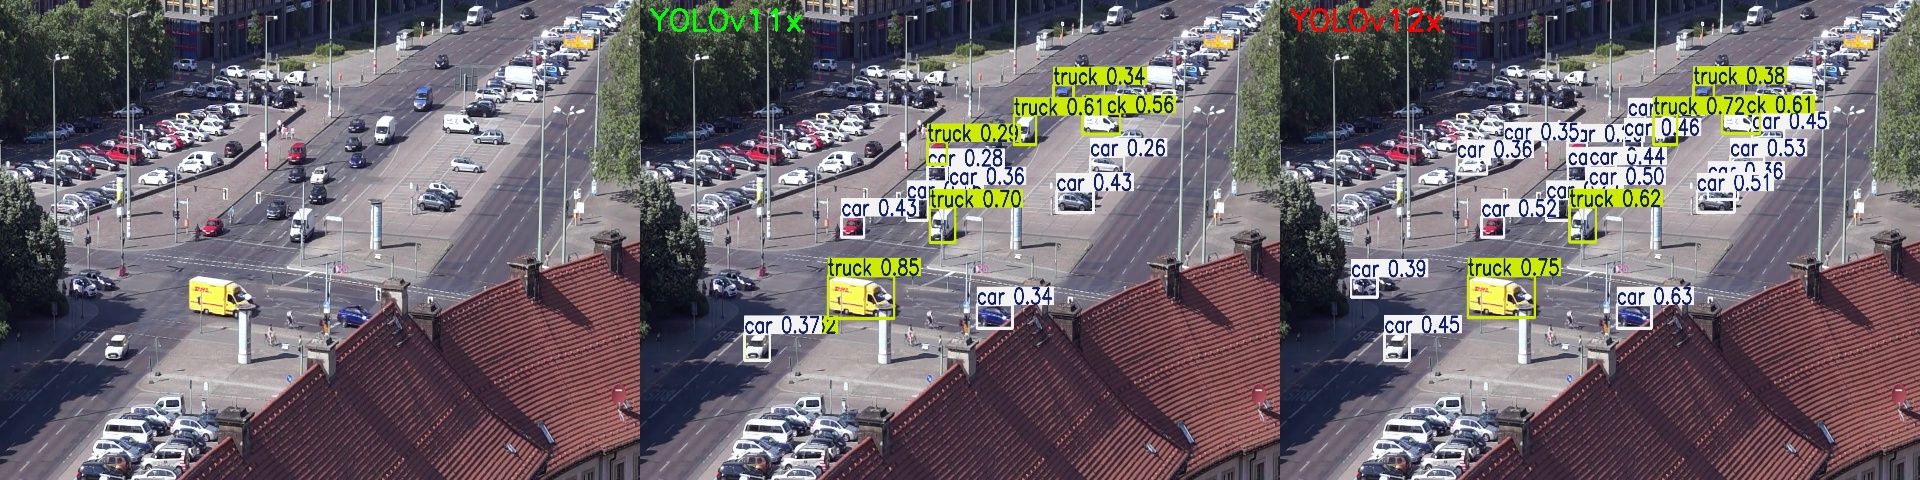 YOLOv11x
truck 0.34
truck 0.61
ck 0.56
truck 0.29
car 0.28
car 0.26
car 0.36
car 0.43
truck 0.70
car 0.43
truck 0.85
car 0.34
car 0.37
YOLOv12x
truck 0.38
car
truck 0.72
ck 0.61
car 0.45
car 0.35
0.46
car 0.36
car 0.44
car 0.53
car 0.50
car 0.51
car 0.52
truck 0.62
car 0.39
truck 0.75
car 0.63
car 0.45
DHL